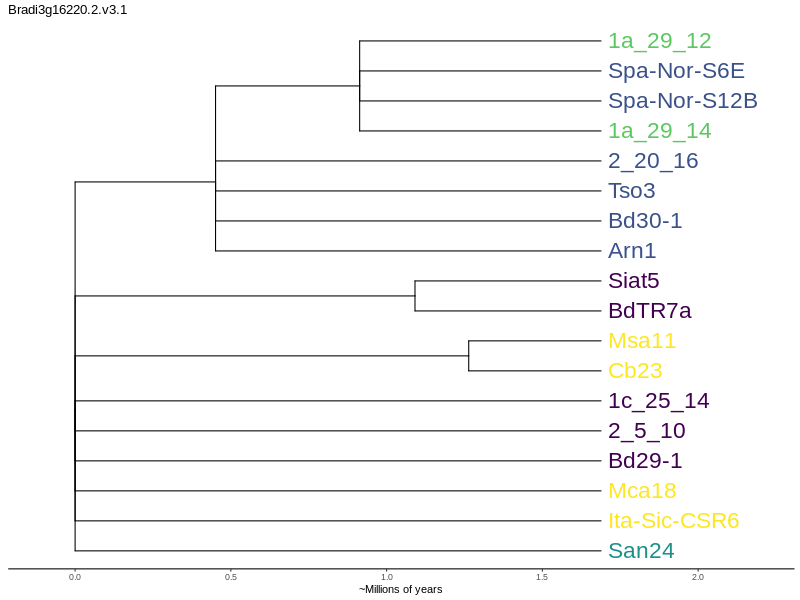 Bradi3g16220.2.v3.1
1a_29_12
Spa-Nor-S6E
Spa-Nor-S12B
1a_29_14
2_20_16
Tso3
Bd30-1
Arn1
Siat5
BdTR7a
Msa11
Cb23
1c_25_14
2_5_10
Bd29-1
Mca18
Ita-Sic-CSR6
San24
0.0 0.5 1.0 1.5 2.0
~Millions of years